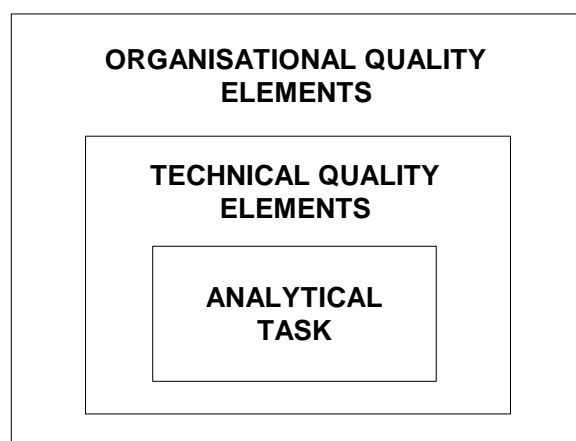 ORGANISATIONAL QUALITY
ELEMENTS
TECHNICAL QUALITY
ELEMENTS
ANALYTICAL
TASK